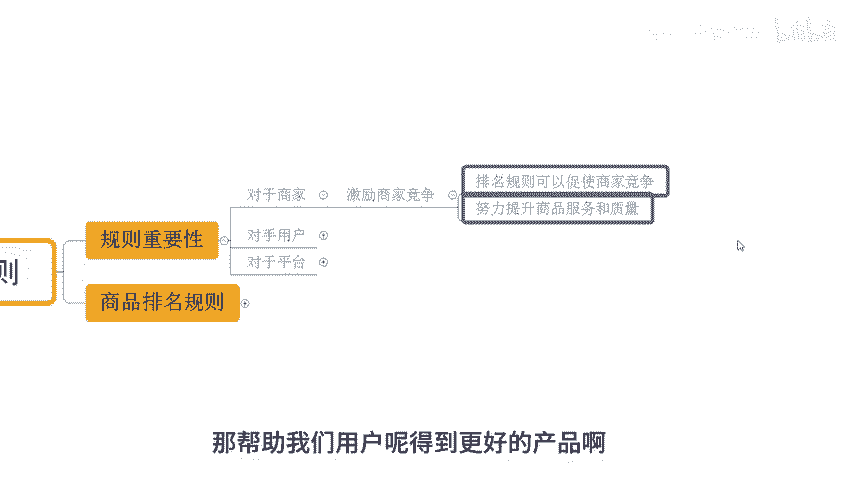 排名规则可以促使商家竞争
对于商家
激励商家竞争
努力提升商品服务和质量
规则重要性
对于用户
则
对于平台
商品排名规则
那帮助我们用户呢得到更好的产品啊